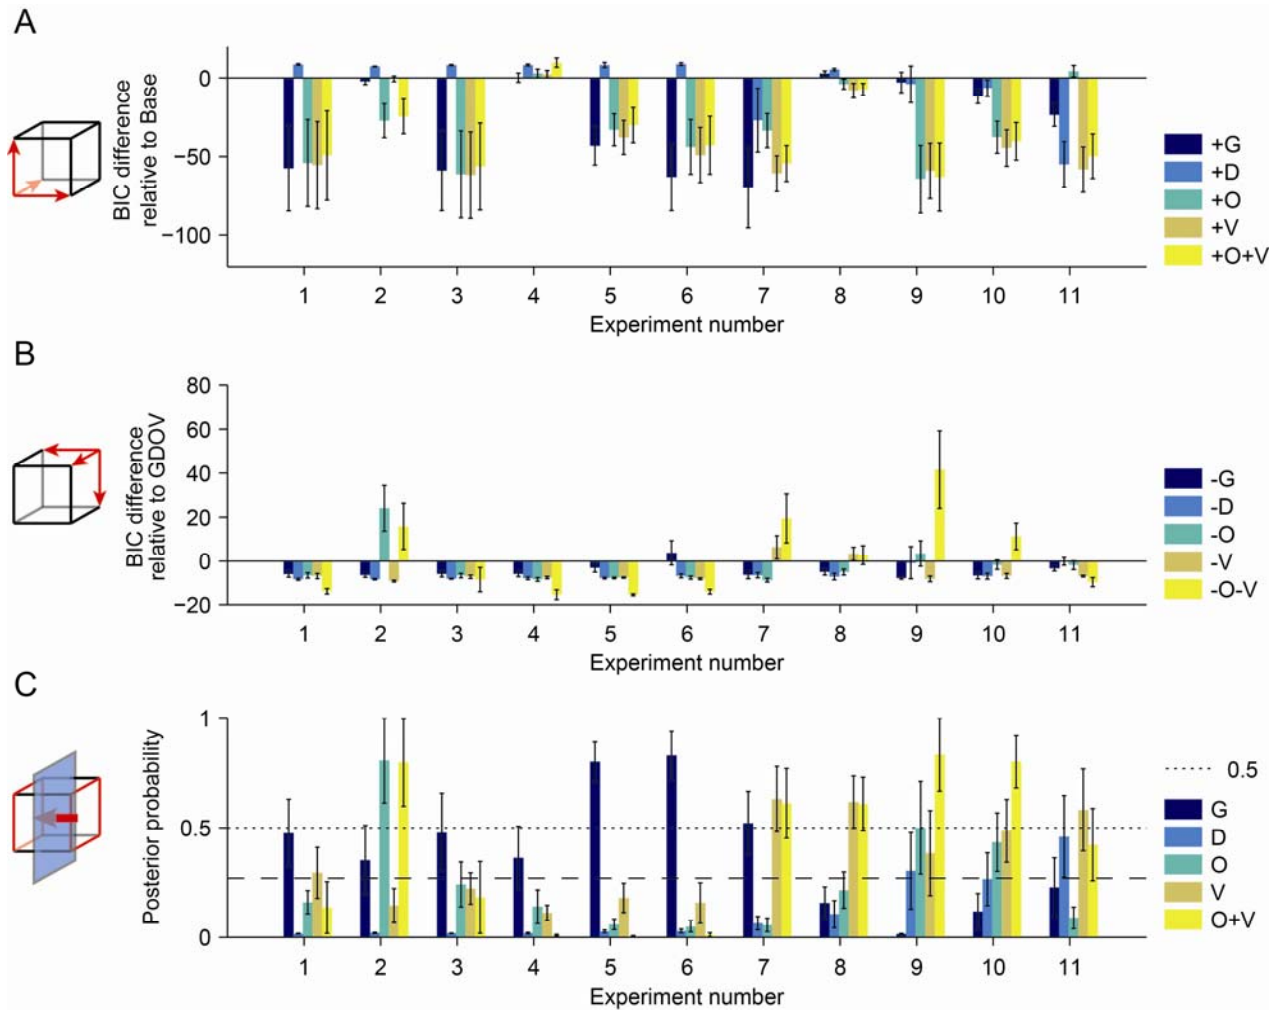 A
BIC difference
relative to Base
0
−50
−100
1 2 3 4 5 6 7 8 9 10 11
Experiment number
+G
+D
+O
+V
+O+V
B
BIC difference
relative to GDOV
80
60
40
20
0
−20
1 2 3 4 5 6 7 8 9 10 11
Experiment number
-G
-D
-O
-V
-O-V
C
Posterior probability
1
0.5
0
1 2 3 4 5 6 7 8 9 10 11
Experiment number
0.5
G
D
O
V
O+V